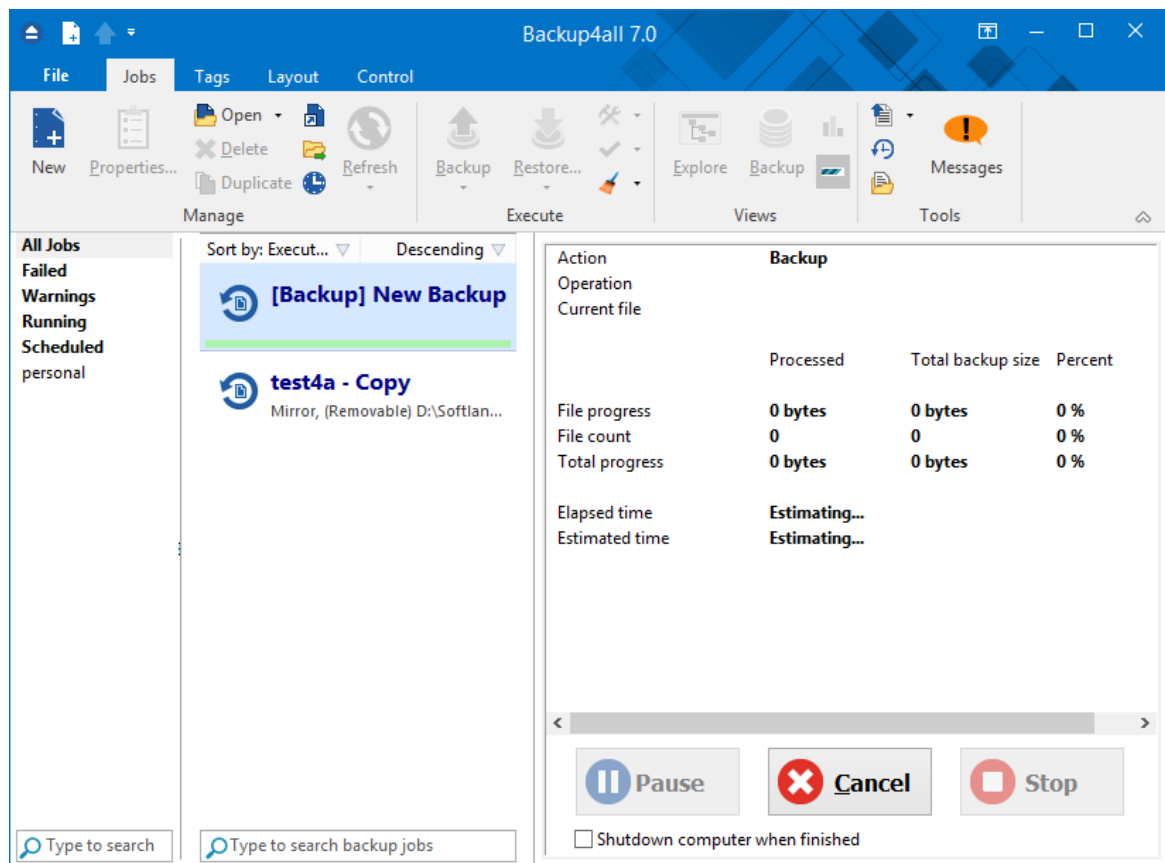 Backup4all 7.0
File Jobs Tags Layout Control
New
Properties...
Open
Delete
Duplicate
Refresh
Manage
Backup
Restore...
Execute
Explore
Backup
Views
Messages
Tools
All Jobs
Failed
Warnings
Running
Scheduled
personal
Type to search
Sort by: Execut... Descending
[Backup] New Backup
test4a - Copy
Mirror, (Removable) D:\Softlan...
Type to search backup jobs
Action Backup
Operation
Current file
Processed Total backup size Percent
File progress 0 bytes 0 bytes 0 %
File count 0 0 0 %
Total progress 0 bytes 0 bytes 0 %
Elapsed time Estimating...
Estimated time Estimating...
Pause Cancel Stop
Shutdown computer when finished